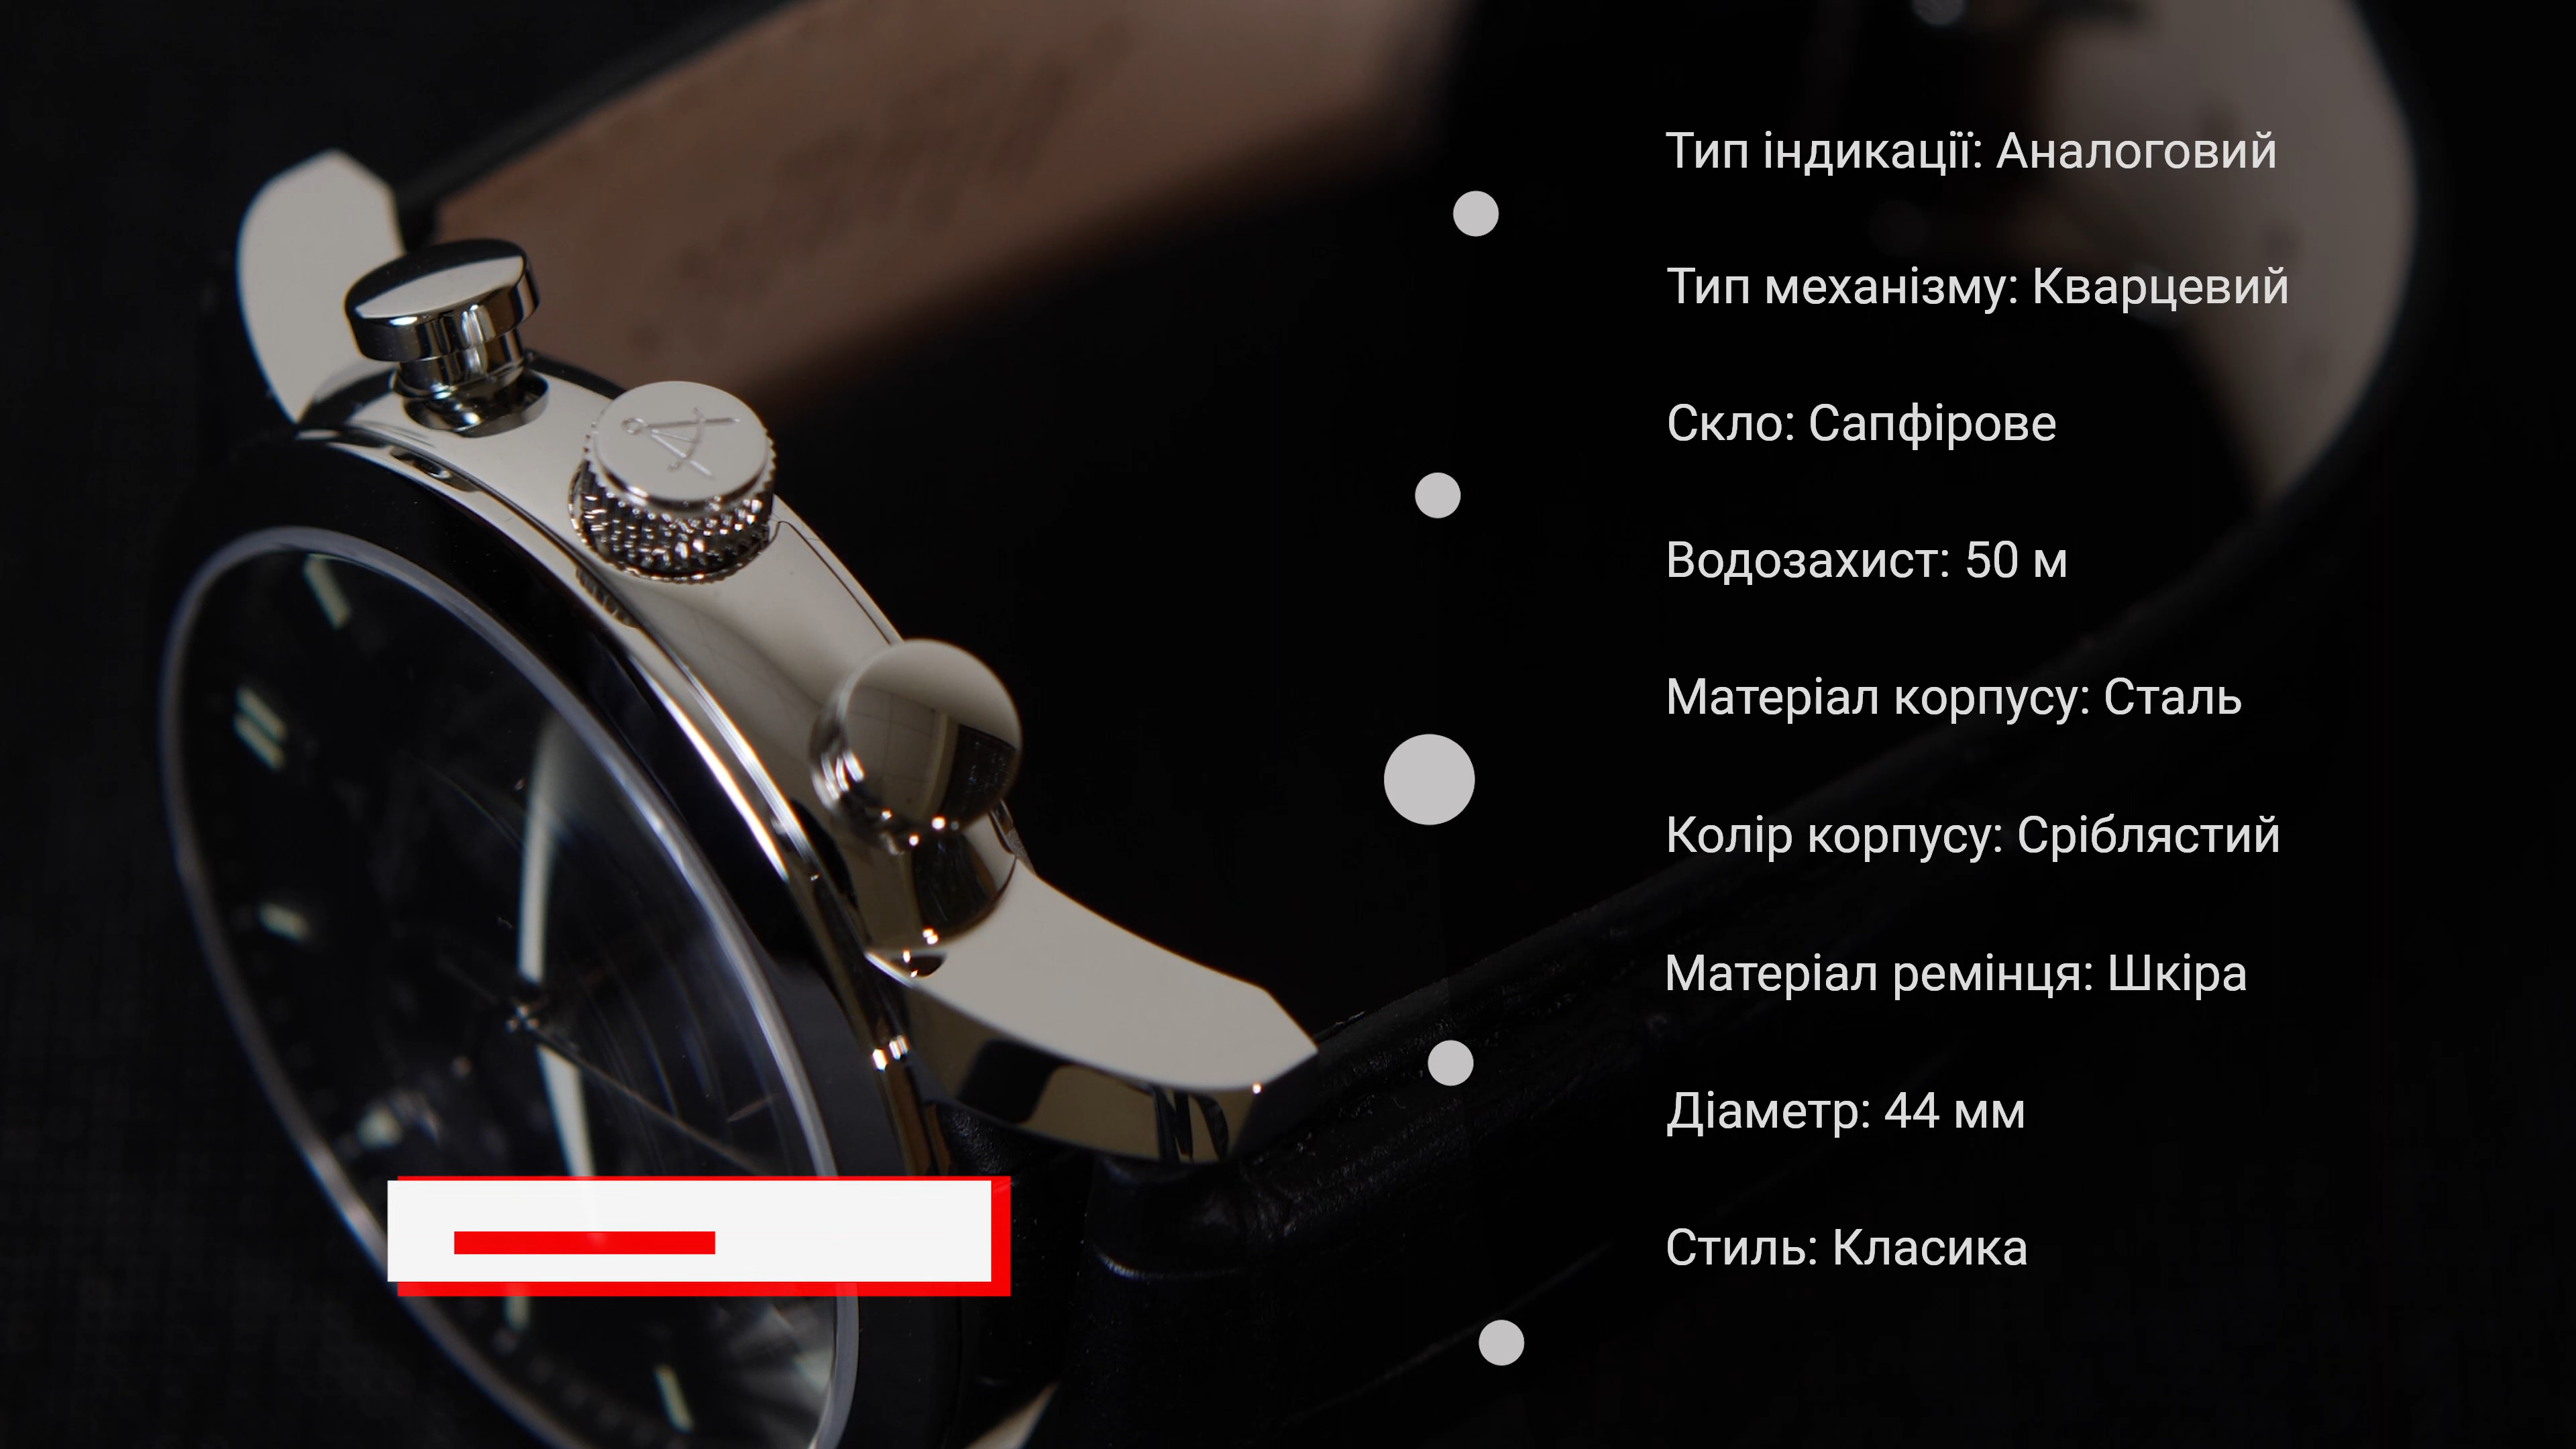 Тип індикації: Аналоговий
Тип механізму: Кварцевий
Скло: Сапфірове
Водозахист: 50 м
Матеріал корпусу: Сталь
Колір корпусу: Сріблястий
Матеріал ремінця: Шкіра
Діаметр: 44 мм
Стиль: Класика